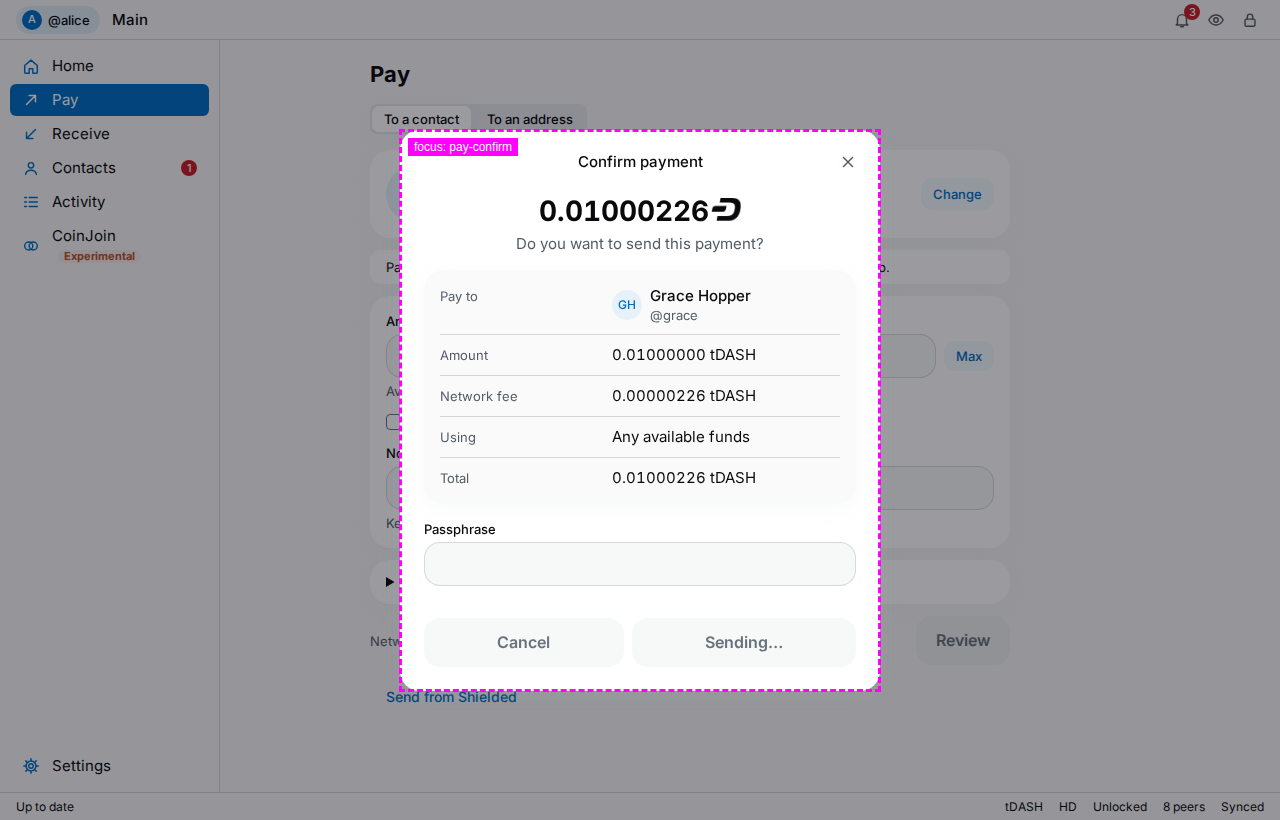 A @alice Main 3
Home
Pay
Receive
Contacts 1
Activity
CoinJoin
Experimental
Settings
Pay
To a contact To an address
Change
Max
Review
Send from Shielded
focus: pay-confirm
Confirm payment
0.01000226
Do you want to send this payment?
Pay to GH Grace Hopper
@grace
Amount 0.01000000 tDASH
Network fee 0.00000226 tDASH
Using Any available funds
Total 0.01000226 tDASH
Passphrase
Cancel Sending...
Up to date tDASH HD Unlocked 8 peers Synced